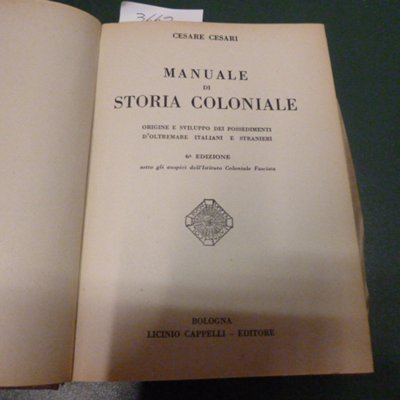 3662
CESARE CESARI
MANUALE
DI
STORIA COLONIALE
ORIGINE E SVILUPPO DEI POSSEDIMENTI
D'OLTREMARE ITALIANI E STRANIERI
6ª EDIZIONE
sotto gli auspici dell'Istituto Coloniale Fascista
BOLOGNA
LICINIO CAPPELLI - EDITORE